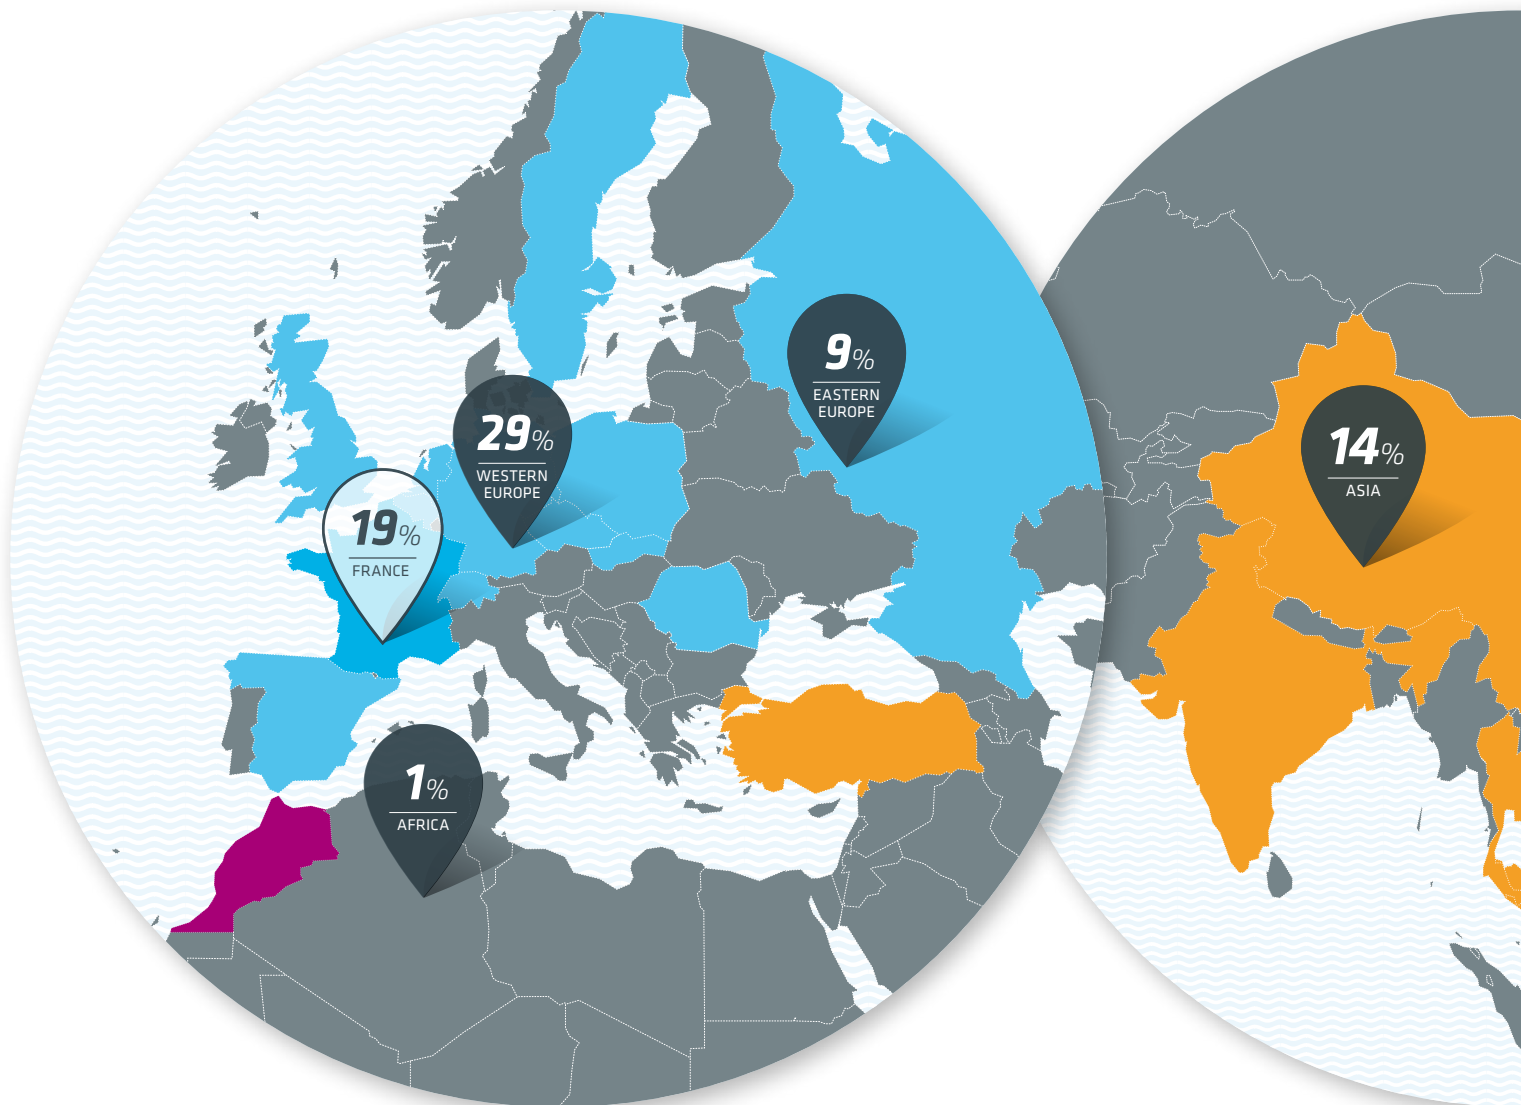 9%
EASTERN
EUROPE
29%
WESTERN
EUROPE
14%
ASIA
19%
FRANCE
1%
AFRICA